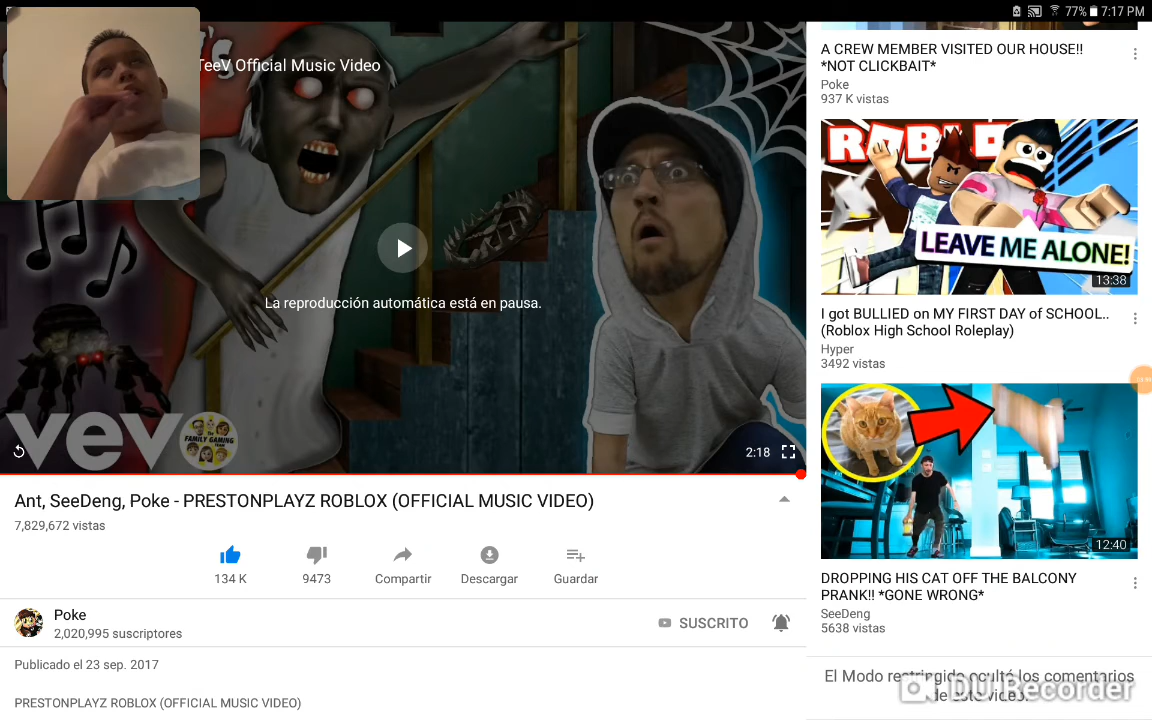 77% 7:17 PM
TeeV Official Music Video
La reproducción automática está en pausa.
vevo
The
FAMILY GAMING
TEAM
2:18
Ant, SeeDeng, Poke - PRESTONPLAYZ ROBLOX (OFFICIAL MUSIC VIDEO)
7,829,672 vistas
134 K
9473
Compartir
Descargar
Guardar
Poke
2,020,995 suscriptores
SUSCRITO
Publicado el 23 sep. 2017
PRESTONPLAYZ ROBLOX (OFFICIAL MUSIC VIDEO)
A CREW MEMBER VISITED OUR HOUSE!!
*NOT CLICKBAIT*
Poke
937 K vistas
ROBLO
LEAVE ME ALONE!
13:38
I got BULLIED on MY FIRST DAY of SCHOOL..
(Roblox High School Roleplay)
Hyper
3492 vistas
12:40
DROPPING HIS CAT OFF THE BALCONY
PRANK!! *GONE WRONG*
SeeDeng
5638 vistas
El Modo restringido ocultó los comentarios
de este video.
DU Recorder